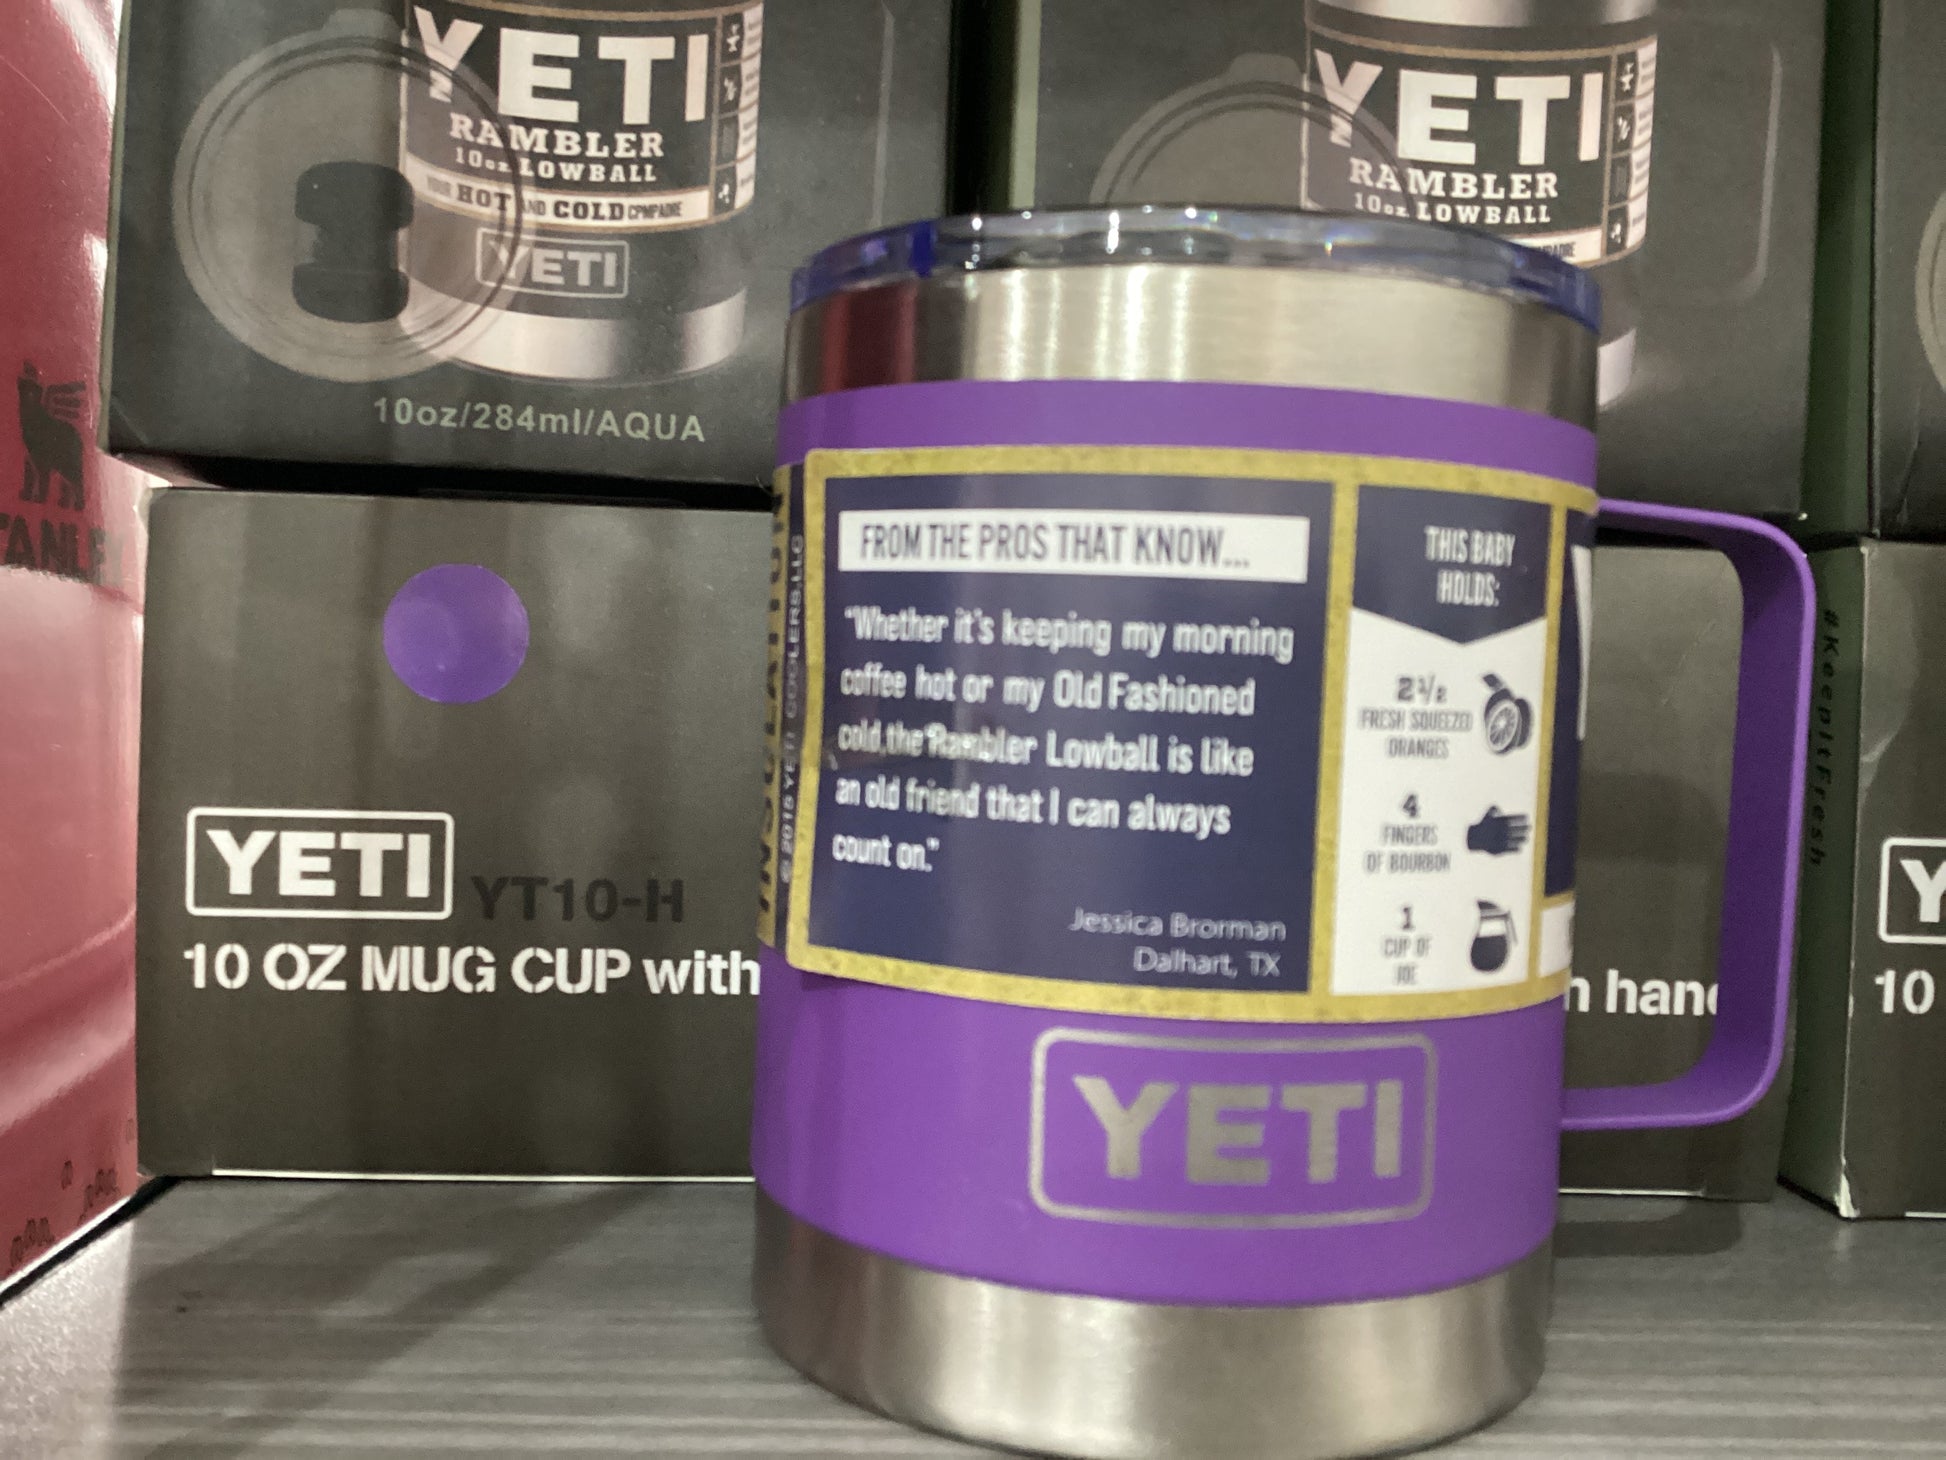 YETI
RAMBLER
10oz LOWBALL
HOT AND COLD CPMPADRE
YETI
10oz/284ml/AQUA
YETI
RAMBLER
10oz LOWBALL
YETI YT10-H
10 OZ MUG CUP with
© 2015 YETI COOLERS,LLC
FROM THE PROS THAT KNOW...
"Whether it's keeping my morning
coffee hot or my Old Fashioned
cold,the"Rambler Lowball is like
an old friend that I can always
count on."
Jessica Brorman
Dalhart, TX
THIS BABY
HOLDS:
2 1/2
FRESH SQUEEZED
ORANGES
4
FINGERS
OF BOURBON
1
CUP OF
JOE
YETI
#KeepItFresh
10